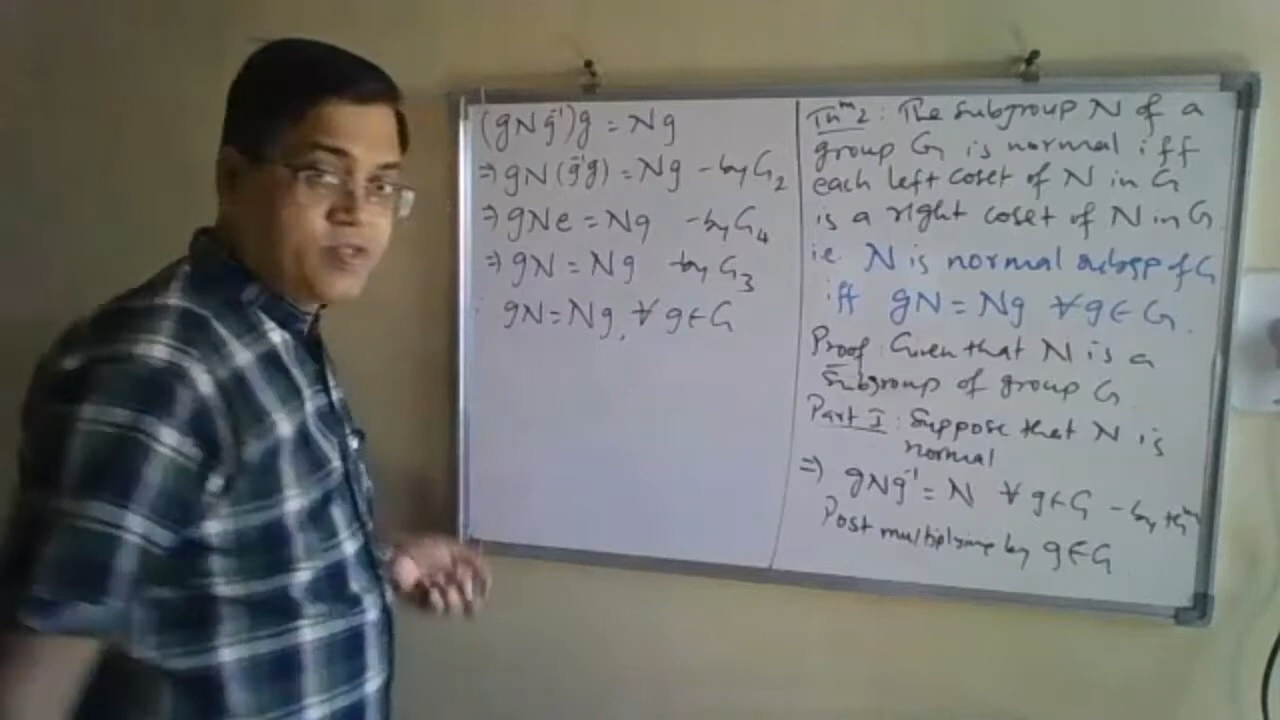 Thᵐ2: The subgroup N of a
group G is normal iff
each left coset of N in G
is a right coset of N in G.
ie. N is normal subgp of G
iff gN = Ng ∀ g ∈ G.
Proof: Given that N is a
subgroup of group G.
Part I: Suppose that N is
normal
⇒ gNg⁻¹ = N ∀ g ∈ G - by thᵐ
Post multiplying by g ∈ G
(gNg⁻¹)g = Ng
⇒ gN(g⁻¹g) = Ng - by G₂
⇒ gNe = Ng - by G₄
⇒ gN = Ng by G₃
gN = Ng, ∀ g ∈ G